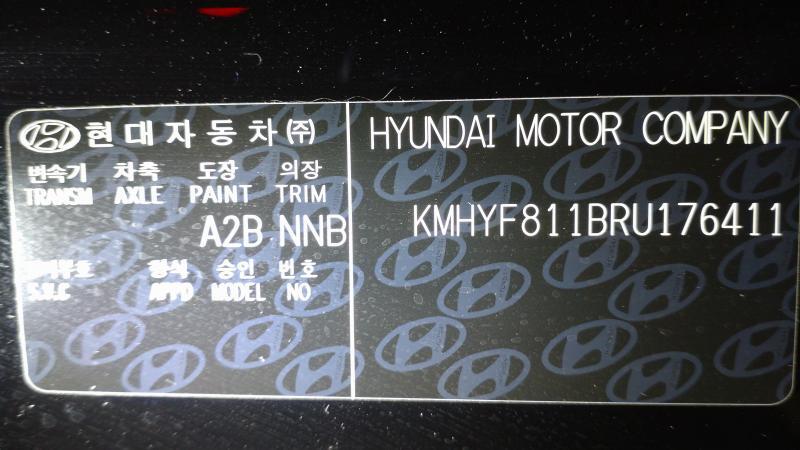 현대자동차㈜
변속기 차축 도장 의장
TRANSM AXLE PAINT TRIM
A2B NNB
형식 승인 번호
S.V.C APPD MODEL NO
HYUNDAI MOTOR COMPANY
KMHYF811BRU176411